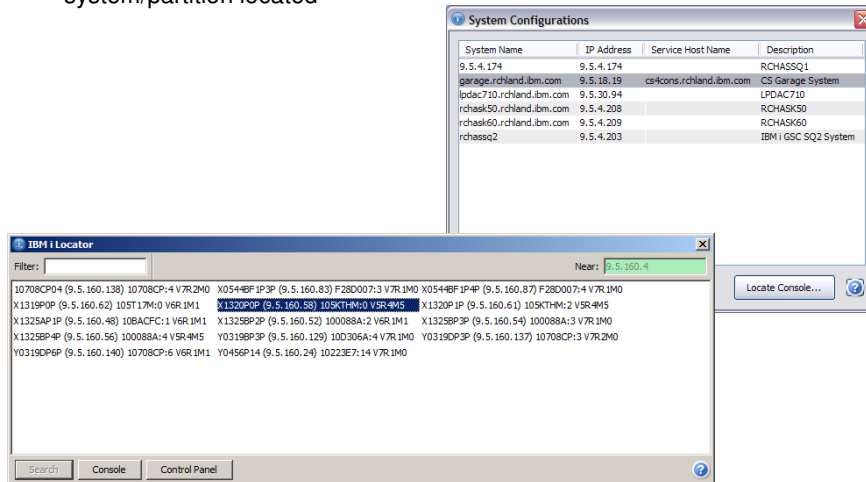 system/partition located
System Configurations
System Name IP Address Service Host Name Description
9.5.4.174 9.5.4.174 RCHASSQ1
garage.rchland.ibm.com 9.5.18.19 cs4cons.rchland.ibm.com CS Garage System
lpdac710.rchland.ibm.com 9.5.30.94 LPDAC710
rchask50.rchland.ibm.com 9.5.4.208 RCHASK50
rchask60.rchland.ibm.com 9.5.4.209 RCHASK60
rchassq2 9.5.4.203 IBM i GSC SQ2 System
Locate Console...
IBM i Locator
Filter: Near: 9.5.160.4
10708CP04 (9.5.160.138) 10708CP:4 V7R2M0 X0544BF1P3P (9.5.160.83) F28D007:3 V7R1M0 X0544BF1P4P (9.5.160.87) F28D007:4 V7R1M0
X1319P0P (9.5.160.62) 105T17M:0 V6R1M1 X1320P0P (9.5.160.58) 105KTHM:0 V5R4M5 X1320P1P (9.5.160.61) 105KTHM:2 V5R4M5
X1325AP1P (9.5.160.48) 10BACFC:1 V6R1M1 X1325BP2P (9.5.160.52) 100088A:2 V6R1M1 X1325BP3P (9.5.160.54) 100088A:3 V7R1M0
X1325BP4P (9.5.160.56) 100088A:4 V5R4M5 Y0319BP3P (9.5.160.129) 10D306A:4 V7R1M0 Y0319DP3P (9.5.160.137) 10708CP:3 V7R2M0
Y0319DP6P (9.5.160.140) 10708CP:6 V6R1M1 Y0456P14 (9.5.160.24) 10223E7:14 V7R1M0
Search Console Control Panel